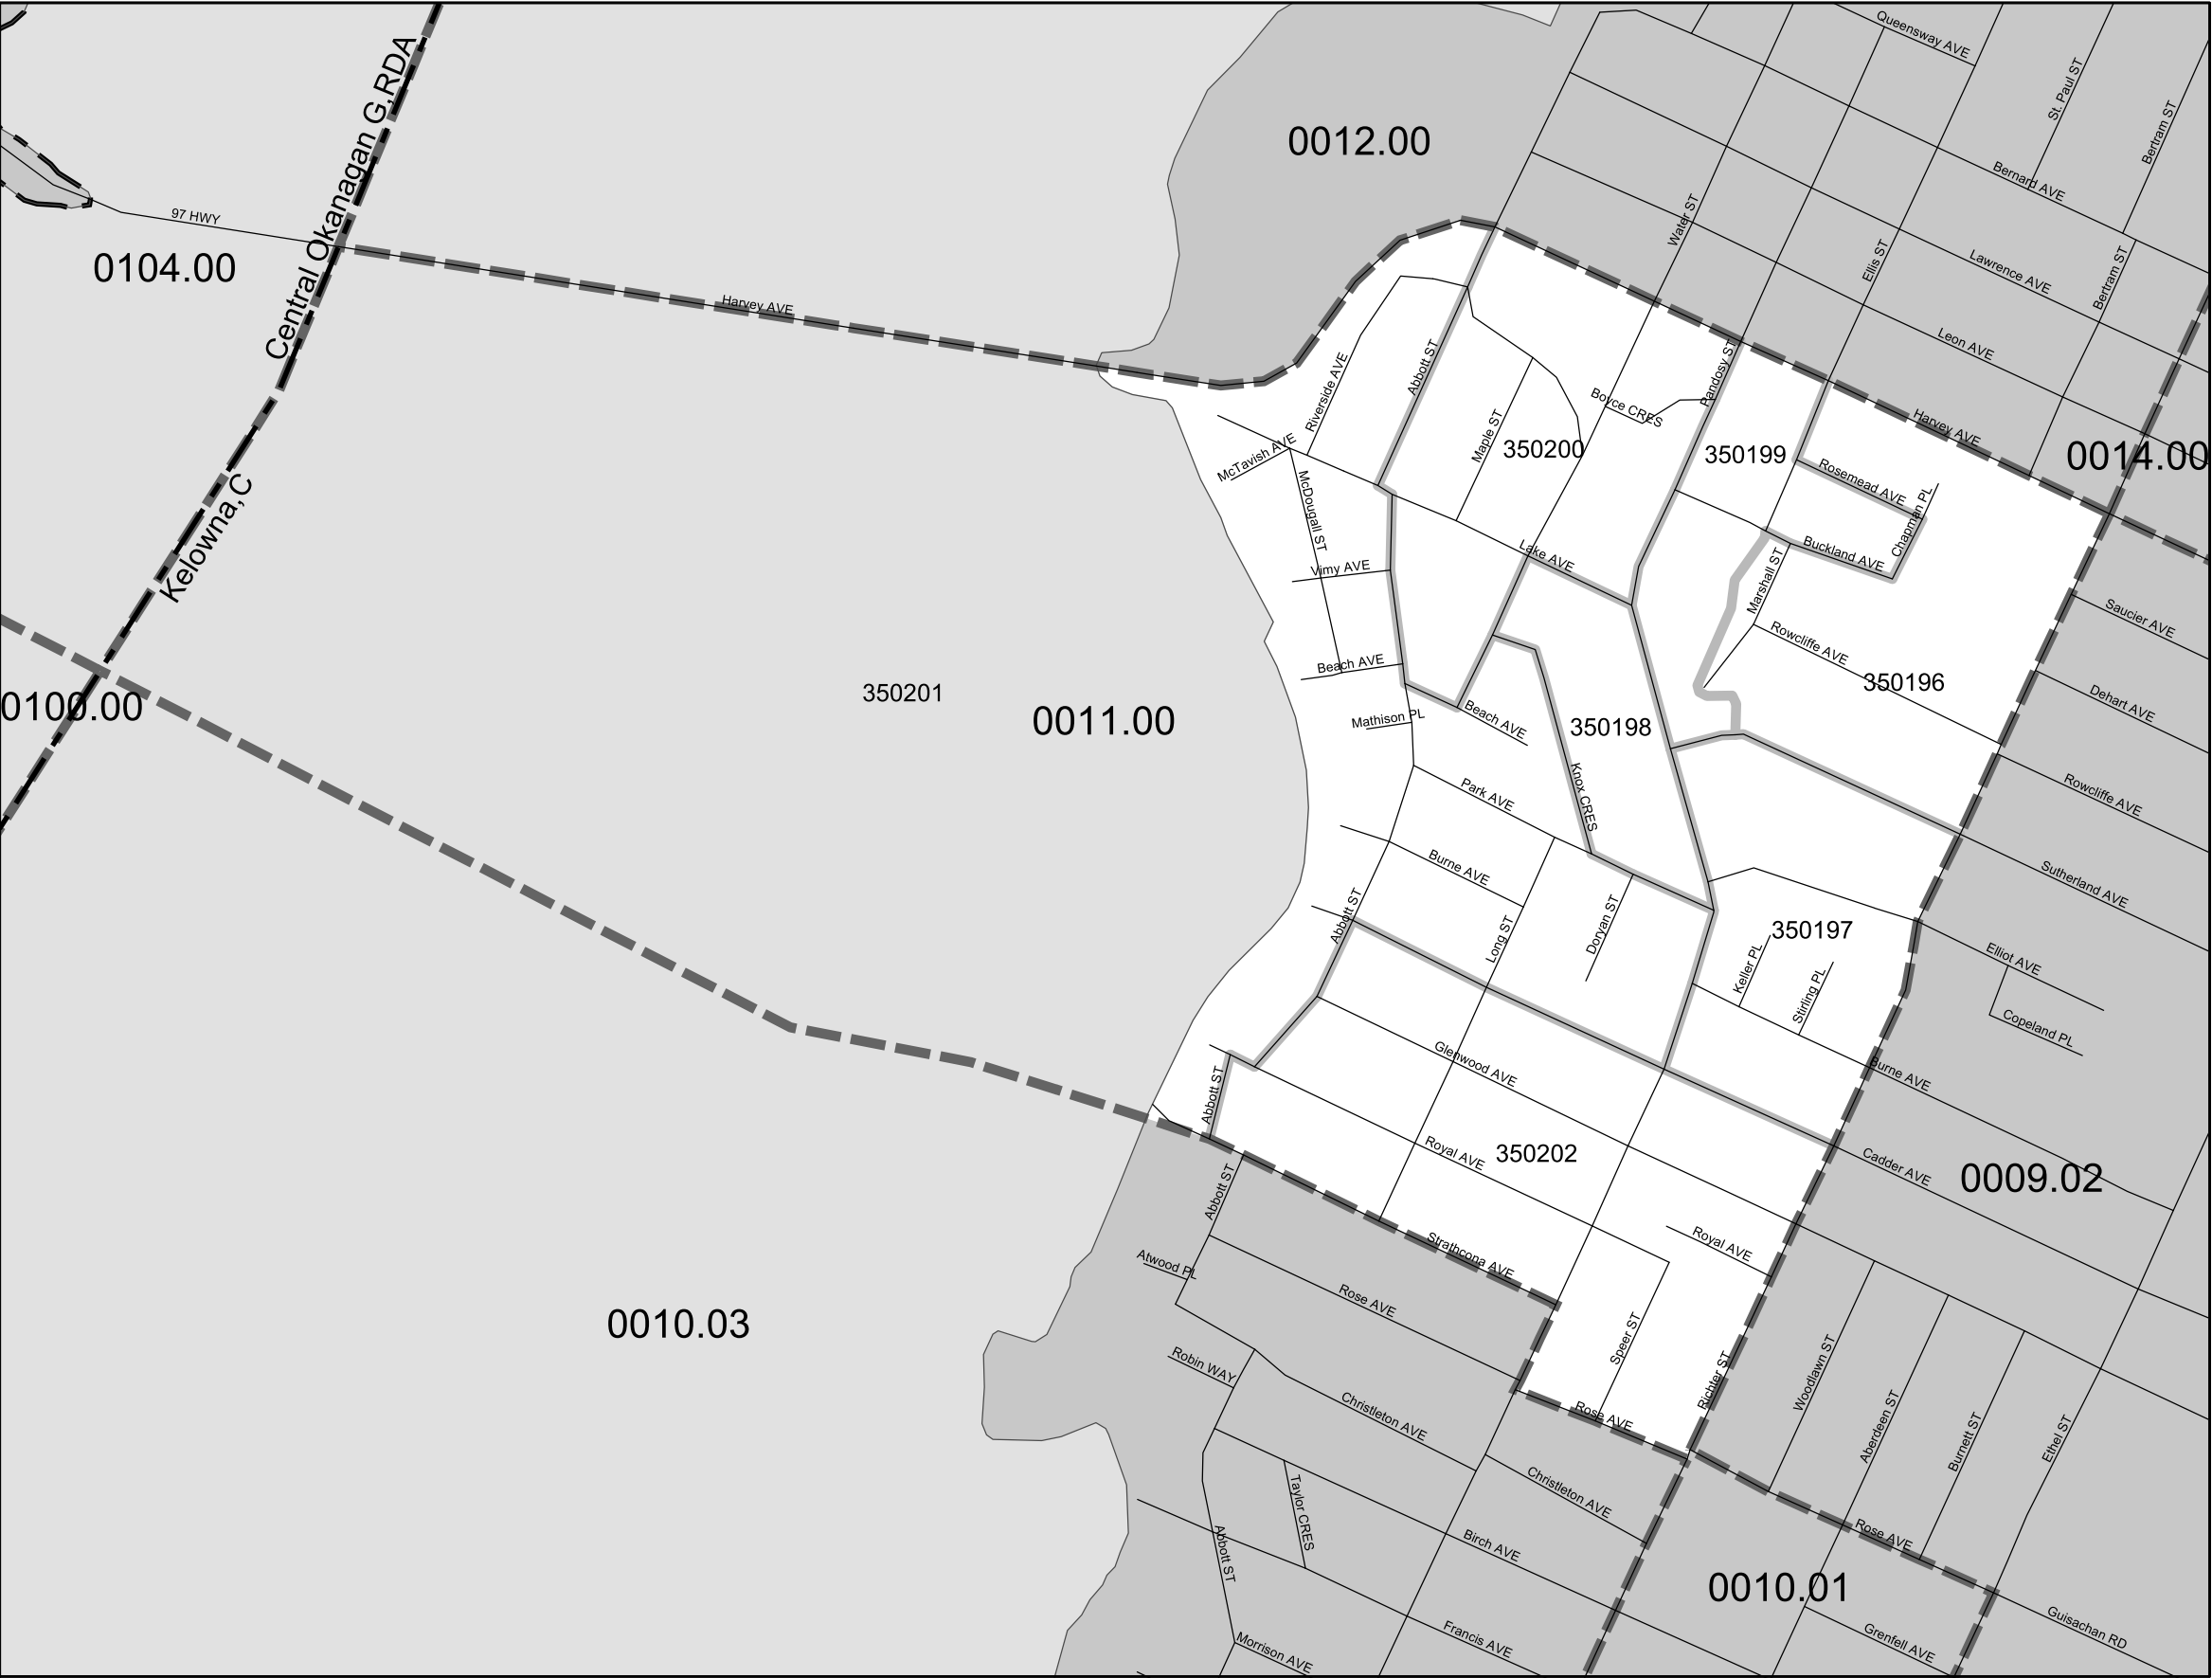 Queensway AVE
St. Paul ST
Bertram ST
Central Okanagan G,RDA
0012.00
Bernard AVE
97 HWY
Water ST
Ellis ST
Lawrence AVE
Bertram ST
0104.00
Harvey AVE
Leon AVE
Riverside AVE
Abbott ST
Pandosy ST
Boyce CRES
Harvey AVE
Maple ST
350200
350199
0014.00
McTavish AVE
Rosemead AVE
Kelowna,C
McDougall ST
Chapman PL
Lake AVE
Buckland AVE
Vimy AVE
Marshall ST
Saucier AVE
Rowcliffe AVE
Beach AVE
350201
350196
0100.00
0011.00
Mathison PL
Beach AVE
350198
Dehart AVE
Knox CRES
Park AVE
Rowcliffe AVE
Burne AVE
Sutherland AVE
Abbott ST
Long ST
Doryan ST
350197
Keller PL
Stirling PL
Elliot AVE
Copeland PL
Glenwood AVE
Burne AVE
Abbott ST
Royal AVE
350202
Cadder AVE
0009.02
Abbott ST
Strathcona AVE
Royal AVE
Atwood PL
Rose AVE
0010.03
Speer ST
Robin WAY
Woodlawn ST
Richter ST
Christleton AVE
Rose AVE
Aberdeen ST
Burnett ST
Ethel ST
Christleton AVE
Taylor CRES
Abbott ST
Birch AVE
Rose AVE
0010.01
Morrison AVE
Francis AVE
Grenfell AVE
Guisachan RD